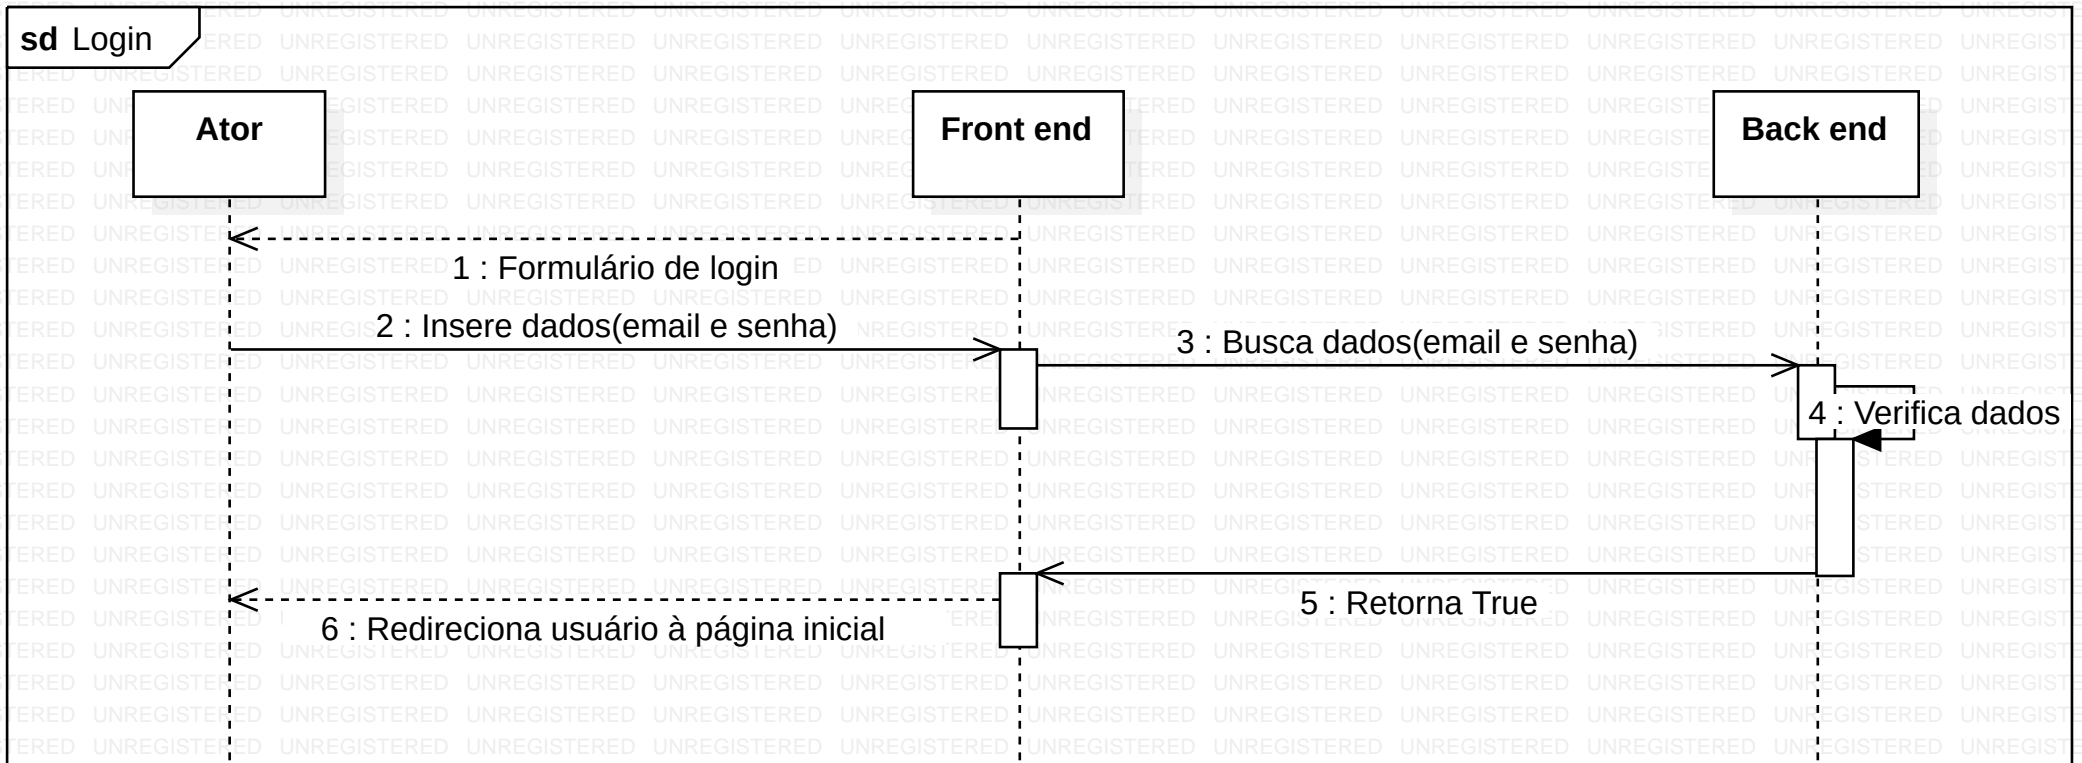 sd Login
Ator
Front end
Back end
1 : Formulário de login
2 : Insere dados(email e senha)
3 : Busca dados(email e senha)
4 : Verifica dados
5 : Retorna True
6 : Redireciona usuário à página inicial
UNREGISTERED